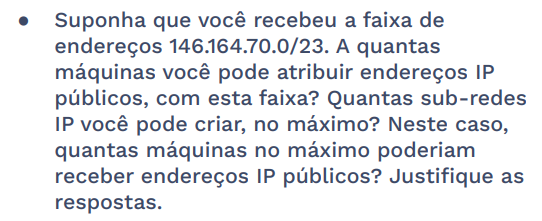 ● Suponha que você recebeu a faixa de
endereços 146.164.70.0/23. A quantas
máquinas você pode atribuir endereços IP
públicos, com esta faixa? Quantas sub-redes
IP você pode criar, no máximo? Neste caso,
quantas máquinas no máximo poderiam
receber endereços IP públicos? Justifique as
respostas.